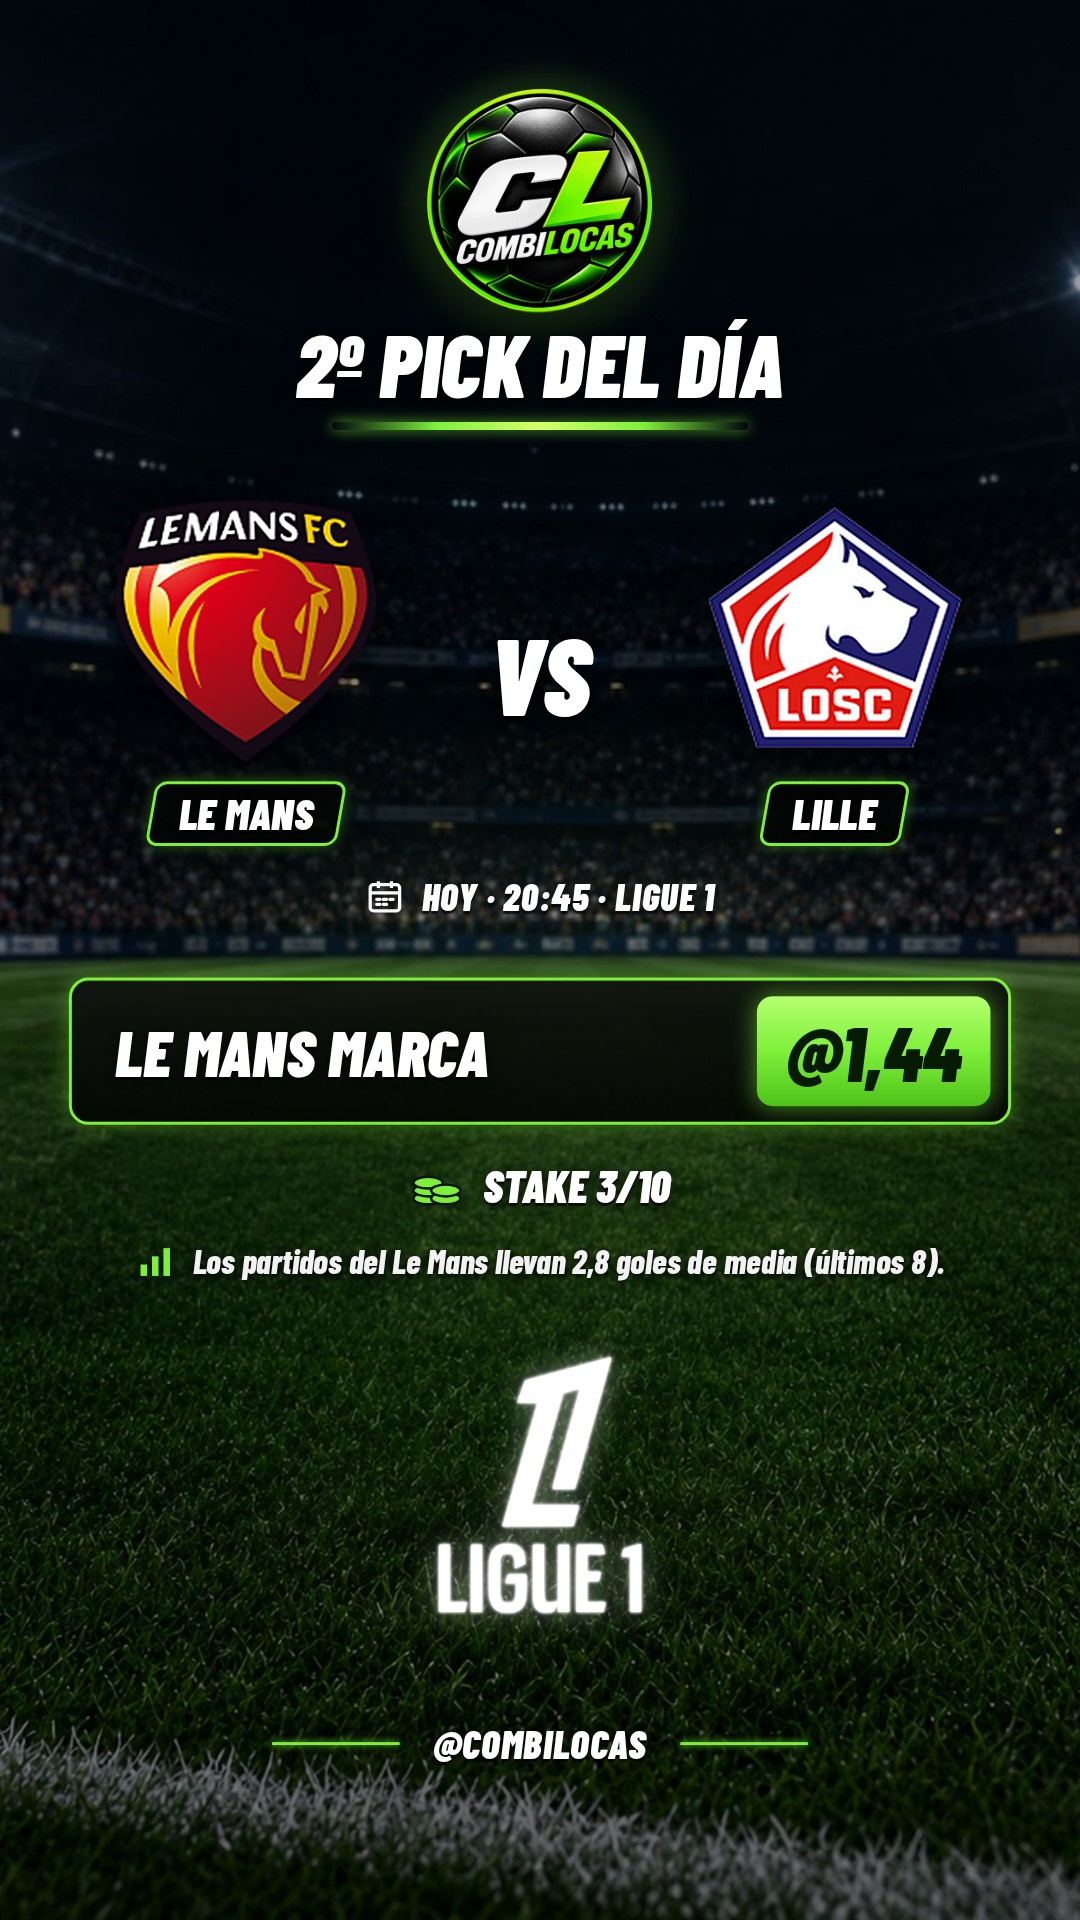 CL
COMBILOCAS
2º PICK DEL DÍA
LEMANS FC
VS
LOSC
LE MANS
LILLE
HOY · 20:45 · LIGUE 1
LE MANS MARCA
@1,44
STAKE 3/10
Los partidos del Le Mans llevan 2,8 goles de media (últimos 8).
LIGUE 1
@COMBILOCAS